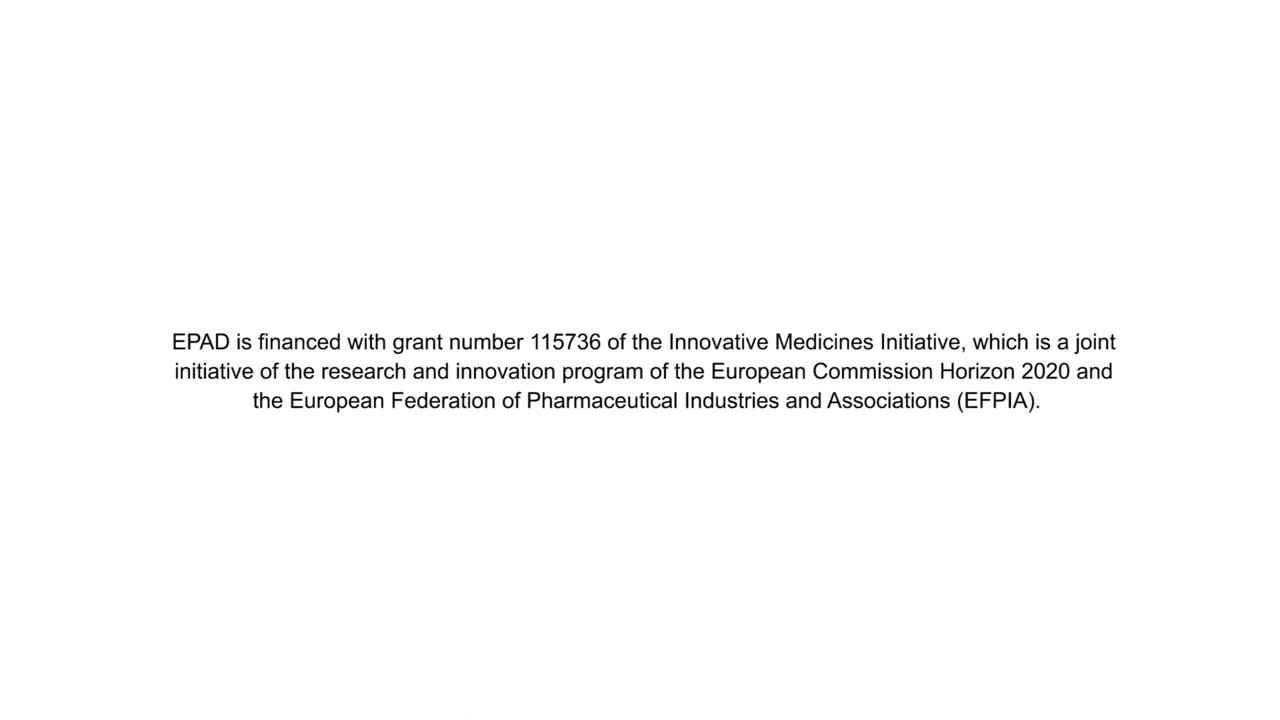 EPAD is financed with grant number 115736 of the Innovative Medicines Initiative, which is a joint
initiative of the research and innovation program of the European Commission Horizon 2020 and
the European Federation of Pharmaceutical Industries and Associations (EFPIA).